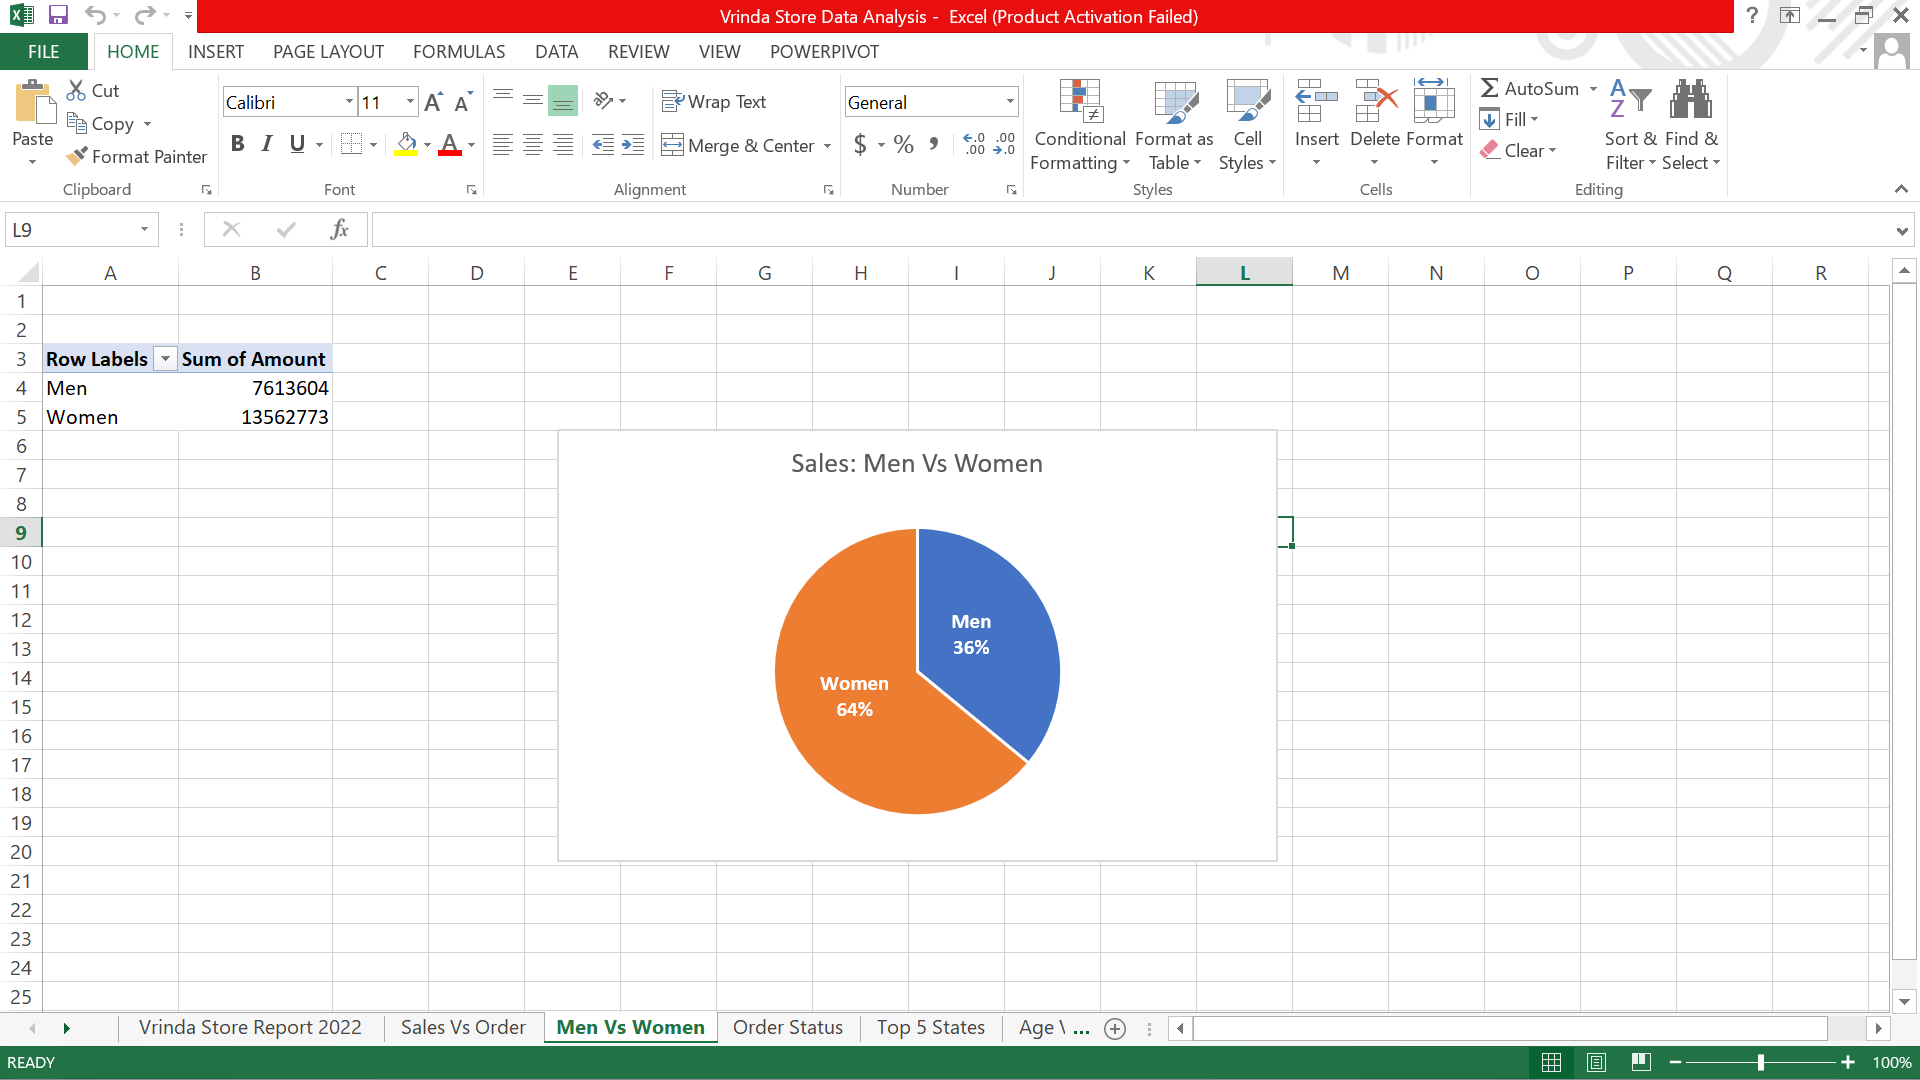 Vrinda Store Data Analysis -  Excel (Product Activation Failed)
?
FILE HOME INSERT PAGE LAYOUT FORMULAS DATA REVIEW VIEW POWERPIVOT
Paste
Cut
Copy
Format Painter
Clipboard
Calibri 11
B I U
Font
Wrap Text
Merge & Center
Alignment
General
$ % ,
Number
Conditional Formatting
Format as Table
Cell Styles
Styles
Insert
Delete
Format
Cells
AutoSum
Fill
Clear
Sort & Filter
Find & Select
Editing
L9
fx
A B C D E F G H I J K L M N O P Q R
1
2
3 Row Labels Sum of Amount
4 Men 7613604
5 Women 13562773
6
7
8
9
10
11
12
13
14
15
16
17
18
19
20
21
22
23
24
25
Sales: Men Vs Women
Men
36%
Women
64%
Vrinda Store Report 2022 Sales Vs Order Men Vs Women Order Status Top 5 States Age \ ...
READY
100%